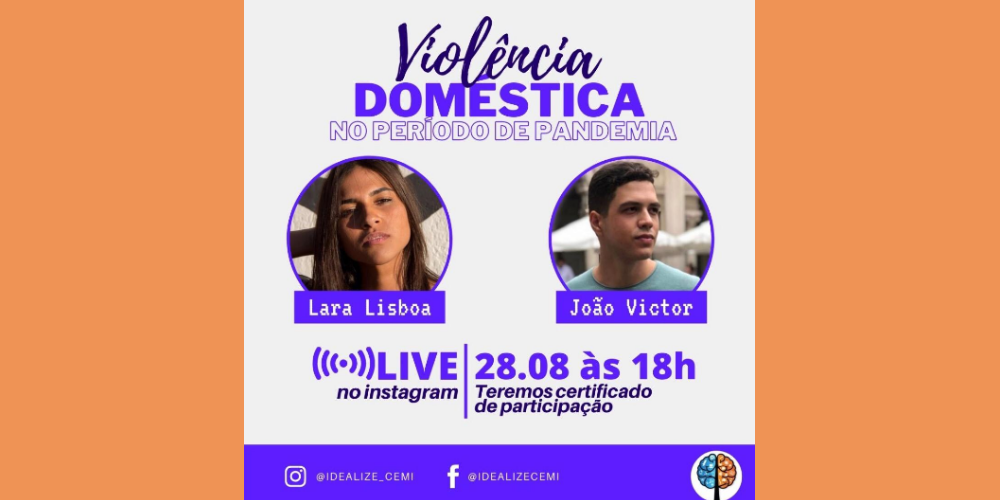 Violência
DOMÉSTICA
NO PERÍODO DE PANDEMIA
Lara Lisboa
João Victor
LIVE
no instagram
28.08 às 18h
Teremos certificado
de participação
@IDEALIZE_CEMI
@IDEALIZECEMI